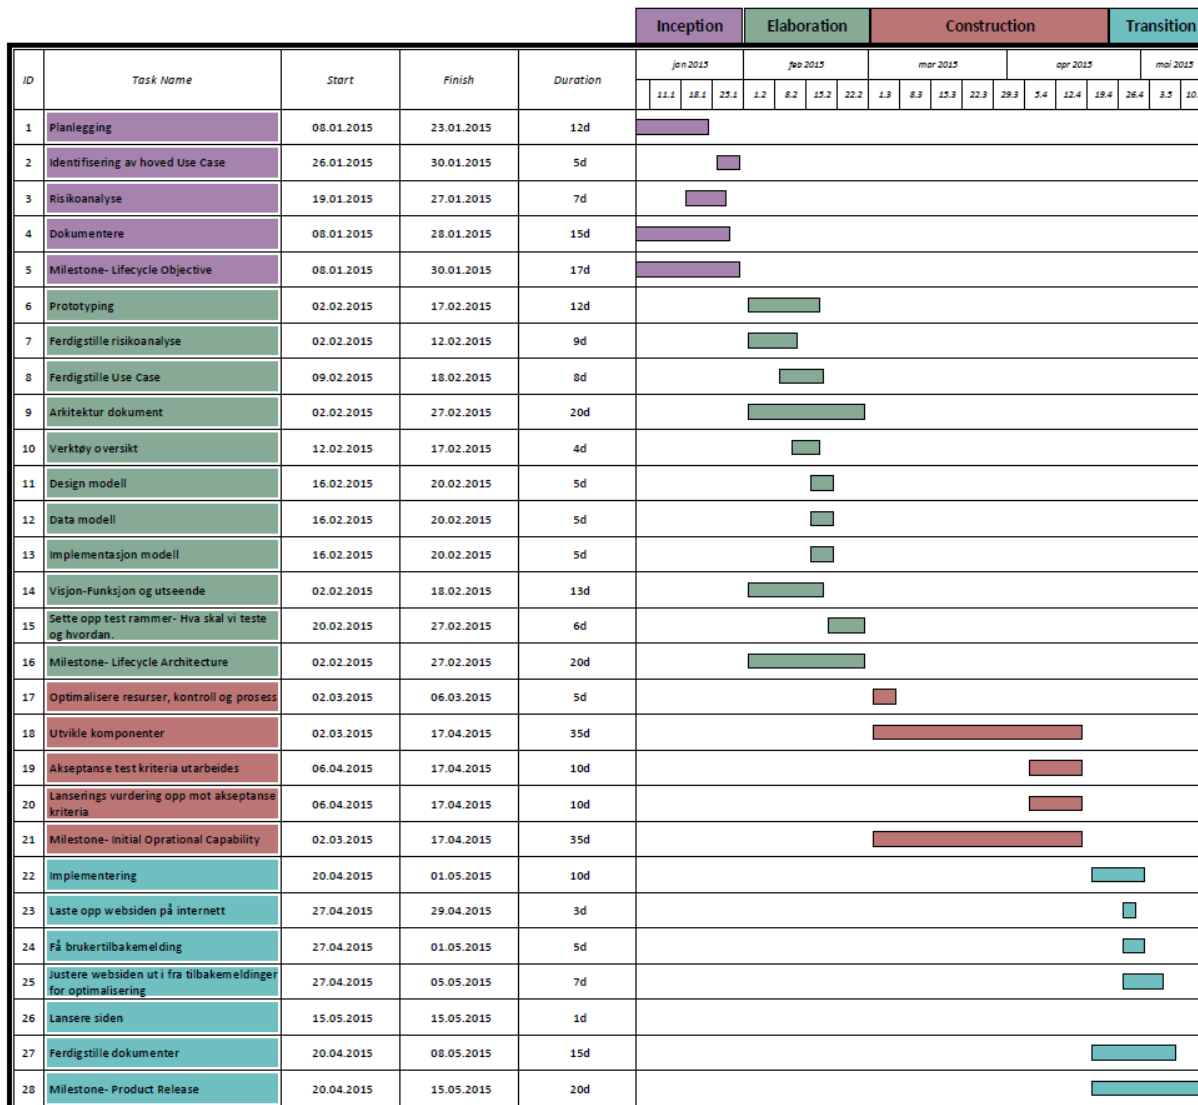 Inception Elaboration Construction Transition
ID Task Name Start Finish Duration jan 2015 feb 2015 mar 2015 apr 2015 mai 2015
11.1 18.1 25.1 1.2 8.2 15.2 22.2 1.3 8.3 15.3 22.3 29.3 5.4 12.4 19.4 26.4 3.5 10.
1 Planlegging 08.01.2015 23.01.2015 12d
2 Identifisering av hoved Use Case 26.01.2015 30.01.2015 5d
3 Risikoanalyse 19.01.2015 27.01.2015 7d
4 Dokumentere 08.01.2015 28.01.2015 15d
5 Milestone- Lifecycle Objective 08.01.2015 30.01.2015 17d
6 Prototyping 02.02.2015 17.02.2015 12d
7 Ferdigstille risikoanalyse 02.02.2015 12.02.2015 9d
8 Ferdigstille Use Case 09.02.2015 18.02.2015 8d
9 Arkitektur dokument 02.02.2015 27.02.2015 20d
10 Verktøy oversikt 12.02.2015 17.02.2015 4d
11 Design modell 16.02.2015 20.02.2015 5d
12 Data modell 16.02.2015 20.02.2015 5d
13 Implementasjon modell 16.02.2015 20.02.2015 5d
14 Visjon-Funksjon og utseende 02.02.2015 18.02.2015 13d
15 Sette opp test rammer- Hva skal vi teste
og hvordan. 20.02.2015 27.02.2015 6d
16 Milestone- Lifecycle Architecture 02.02.2015 27.02.2015 20d
17 Optimalisere resurser, kontroll og prosess 02.03.2015 06.03.2015 5d
18 Utvikle komponenter 02.03.2015 17.04.2015 35d
19 Akseptanse test kriteria utarbeides 06.04.2015 17.04.2015 10d
20 Lanserings vurdering opp mot akseptanse
kriteria 06.04.2015 17.04.2015 10d
21 Milestone- Initial Oprational Capability 02.03.2015 17.04.2015 35d
22 Implementering 20.04.2015 01.05.2015 10d
23 Laste opp websiden på internett 27.04.2015 29.04.2015 3d
24 Få brukertilbakemelding 27.04.2015 01.05.2015 5d
25 Justere websiden ut i fra tilbakemeldinger
for optimalisering 27.04.2015 05.05.2015 7d
26 Lansere siden 15.05.2015 15.05.2015 1d
27 Ferdigstille dokumenter 20.04.2015 08.05.2015 15d
28 Milestone- Product Release 20.04.2015 15.05.2015 20d